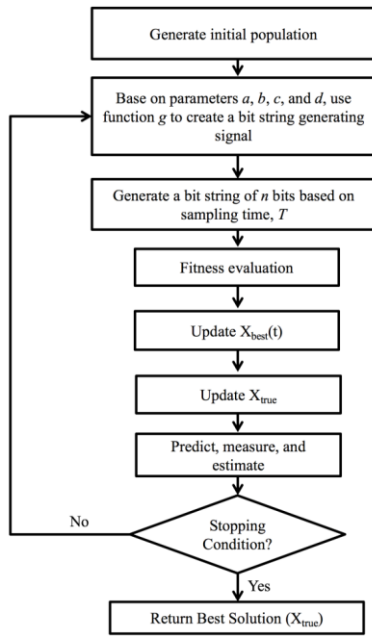 Generate initial population
Base on parameters a, b, c, and d, use
function g to create a bit string generating
signal
Generate a bit string of n bits based on
sampling time, T
Fitness evaluation
Update Xbest(t)
Update Xtrue
Predict, measure, and
estimate
No
Stopping
Condition?
Yes
Return Best Solution (Xtrue)